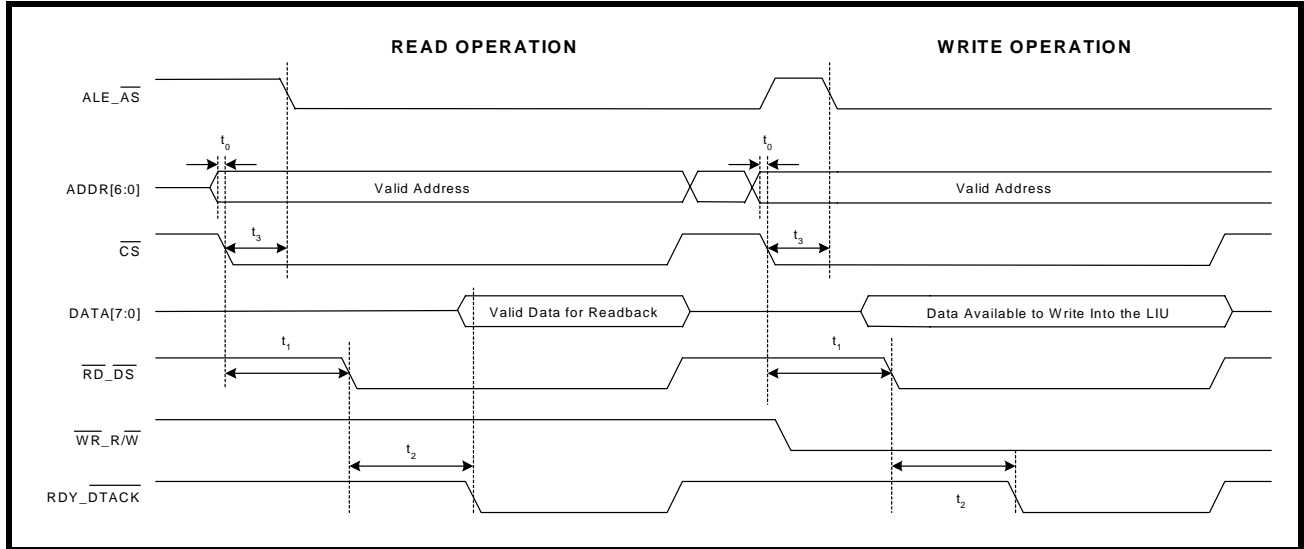 READ OPERATION WRITE OPERATION
ALE_AS
t0 t0
ADDR[6:0] Valid Address Valid Address
t3 t3
CS
DATA[7:0] Valid Data for Readback Data Available to Write Into the LIU
t1 t1
RD_DS
WR_R/W
t2
RDY_DTACK
t2